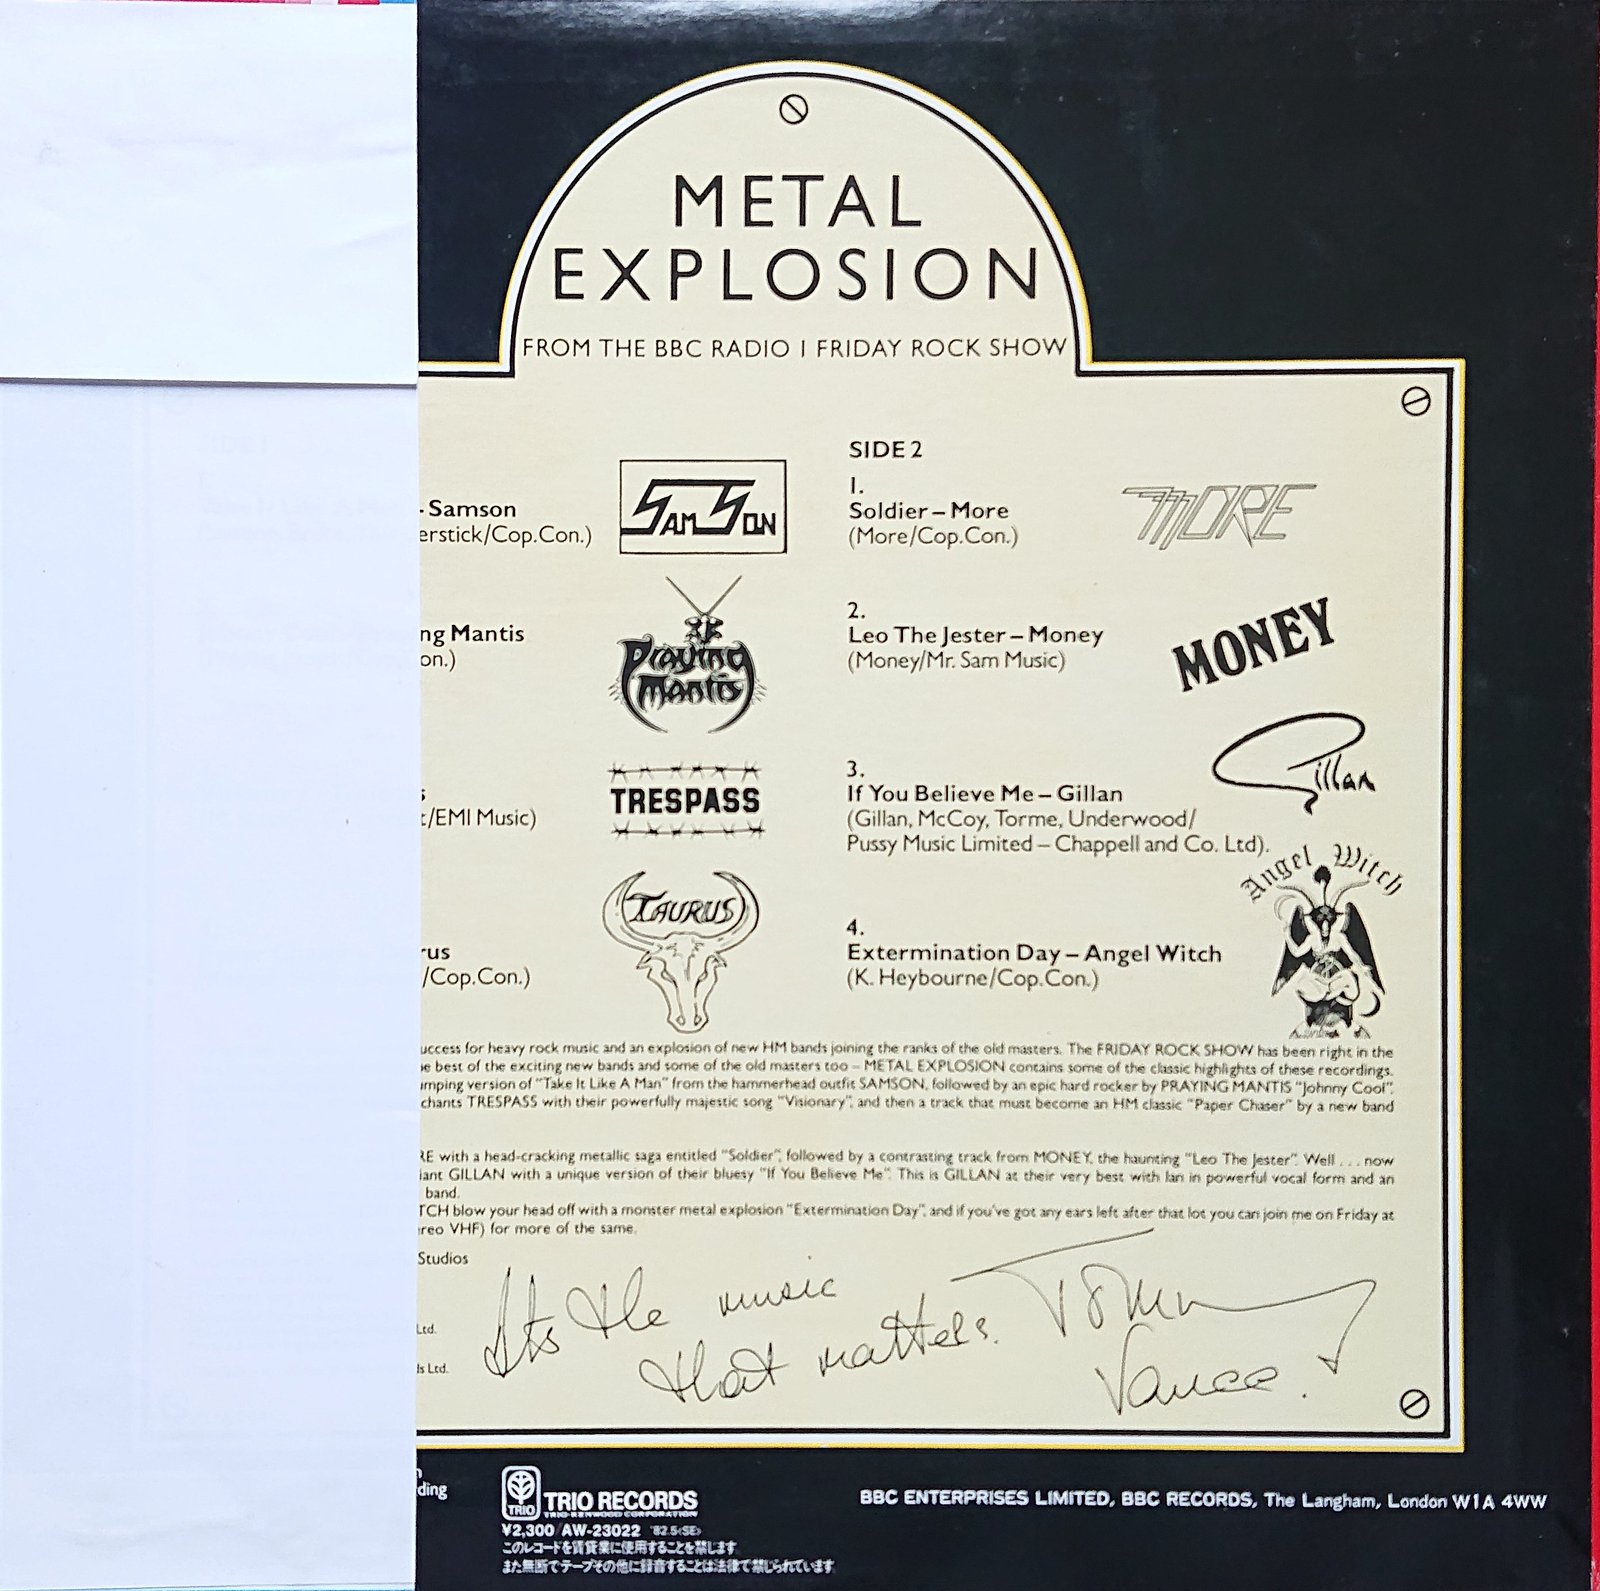 METAL
EXPLOSION
FROM THE BBC RADIO 1 FRIDAY ROCK SHOW
- Samson
erstick/Cop.Con.)
SAMSON
ng Mantis
on.)
Praying
Mantis
s
t/EMI Music)
TRESPASS
rus
/Cop.Con.)
TAURUS
SIDE 2
1.
Soldier – More
(More/Cop.Con.)
MORE
2.
Leo The Jester – Money
(Money/Mr. Sam Music)
MONEY
3.
If You Believe Me – Gillan
(Gillan, McCoy, Torme, Underwood/
Pussy Music Limited – Chappell and Co. Ltd).
Gillan
4.
Extermination Day – Angel Witch
(K. Heybourne/Cop.Con.)
Angel Witch
uccess for heavy rock music and an explosion of new HM bands joining the ranks of the old masters. The FRIDAY ROCK SHOW has been right in the
e best of the exciting new bands and some of the old masters too – METAL EXPLOSION contains some of the classic highlights of these recordings.
umping version of "Take It Like A Man" from the hammerhead outfit SAMSON, followed by an epic hard rocker by PRAYING MANTIS "Johnny Cool".
chants TRESPASS with their powerfully majestic song "Visionary", and then a track that must become an HM classic "Paper Chaser" by a new band
RE with a head-cracking metallic saga entitled "Soldier", followed by a contrasting track from MONEY, the haunting "Leo The Jester". Well . . . now
iant GILLAN with a unique version of their bluesy "If You Believe Me". This is GILLAN at their very best with Ian in powerful vocal form and an
band.
TCH blow your head off with a monster metal explosion "Extermination Day", and if you've got any ears left after that lot you can join me on Friday at
reo VHF) for more of the same.
Studios
Ltd.
ls Ltd.
Its the music
that matters.
Tommy
Vance.
ding
TRIO
TRIO RECORDS
TRIO-KENWOOD CORPORATION
¥2,300 AW-23022 '82.5<SE>
このレコードを賃貸業に使用することを禁じます
また無断でテープその他に録音することは法律で禁じられています
BBC ENTERPRISES LIMITED, BBC RECORDS, The Langham, London W1A 4WW